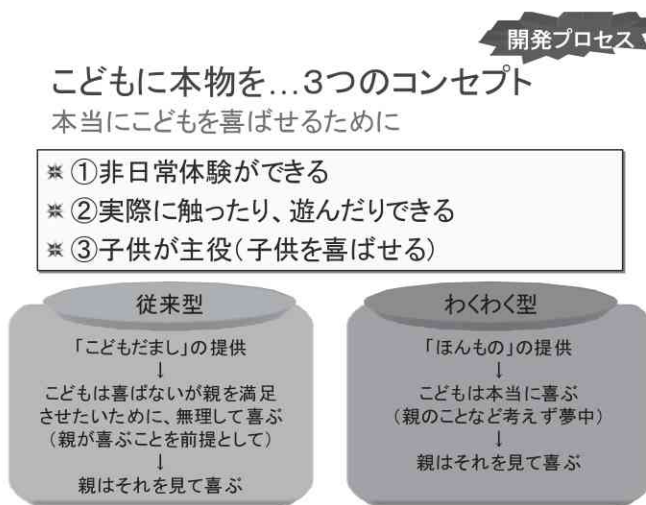 開発プロセス
こどもに本物を…3つのコンセプト
本当にこどもを喜ばせるために
①非日常体験ができる
②実際に触ったり、遊んだりできる
③子供が主役(子供を喜ばせる)
従来型
「こどもだまし」の提供
↓
こどもは喜ばないが親を満足
させたいために、無理して喜ぶ
(親が喜ぶことを前提として)
↓
親はそれを見て喜ぶ
わくわく型
「ほんもの」の提供
↓
こどもは本当に喜ぶ
(親のことなど考えず夢中)
↓
親はそれを見て喜ぶ